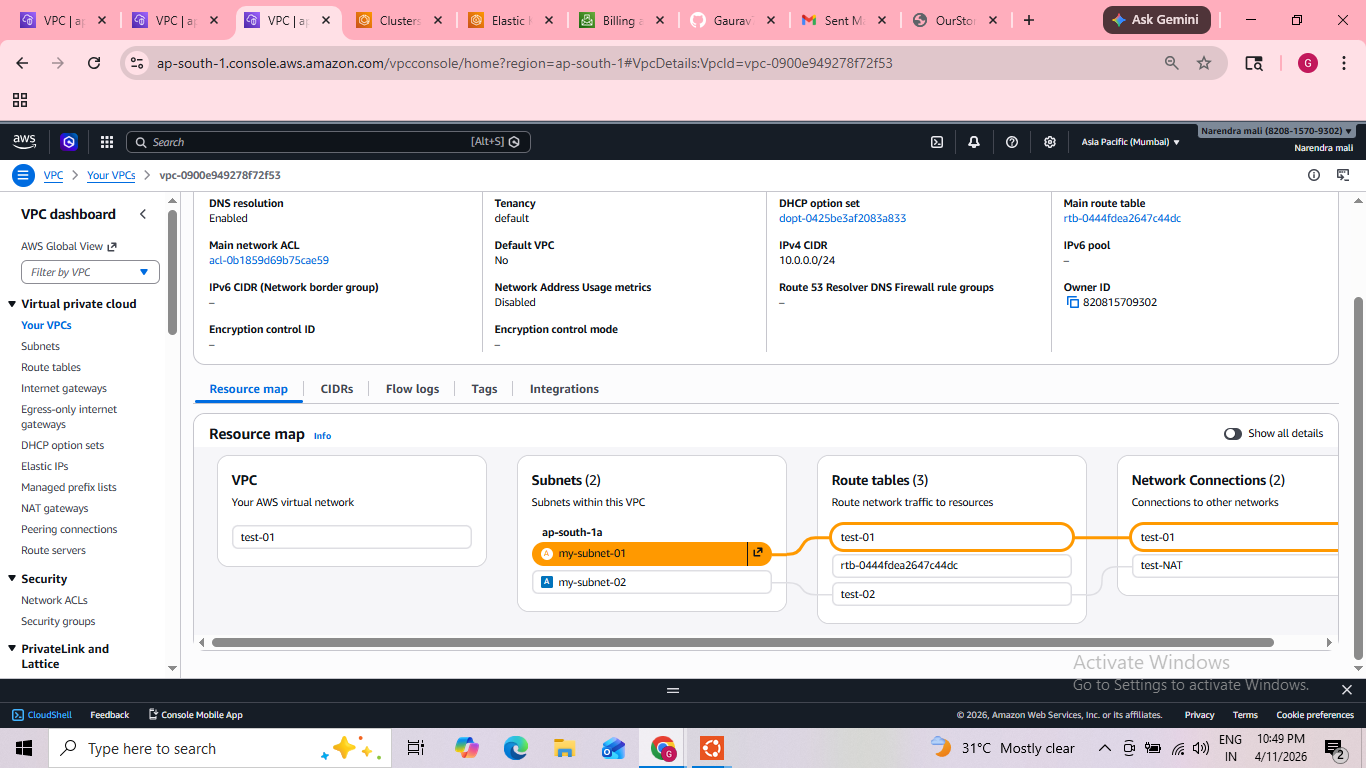 VPC | ap
VPC | ap
VPC | ap
Clusters
Elastic
Billing a
Gaurav
Sent M
OurSto
Ask Gemini
ap-south-1.console.aws.amazon.com/vpcconsole/home?region=ap-south-1#VpcDetails:VpcId=vpc-0900e949278f72f53
G
aws
Search
[Alt+S]
Asia Pacific (Mumbai)
Narendra mali (8208-1570-9302)
Narendra mali
VPC
Your VPCs
vpc-0900e949278f72f53
VPC dashboard
AWS Global View
Filter by VPC
Virtual private cloud
Your VPCs
Subnets
Route tables
Internet gateways
Egress-only internet
gateways
DHCP option sets
Elastic IPs
Managed prefix lists
NAT gateways
Peering connections
Route servers
Security
Network ACLs
Security groups
PrivateLink and
Lattice
DNS resolution
Enabled
Tenancy
default
DHCP option set
dopt-0425be3af2083a833
Main route table
rtb-0444fdea2647c44dc
Main network ACL
acl-0b1859d69b75cae59
Default VPC
No
IPv4 CIDR
10.0.0.0/24
IPv6 pool
–
IPv6 CIDR (Network border group)
–
Network Address Usage metrics
Disabled
Route 53 Resolver DNS Firewall rule groups
–
Owner ID
820815709302
Encryption control ID
–
Encryption control mode
–
Resource map
CIDRs
Flow logs
Tags
Integrations
Resource map Info
Show all details
VPC
Your AWS virtual network
test-01
Subnets (2)
Subnets within this VPC
ap-south-1a
A my-subnet-01
A my-subnet-02
Route tables (3)
Route network traffic to resources
test-01
rtb-0444fdea2647c44dc
test-02
Network Connections (2)
Connections to other networks
test-01
test-NAT
Activate Windows
Go to Settings to activate Windows.
CloudShell
Feedback
Console Mobile App
© 2026, Amazon Web Services, Inc. or its affiliates.
Privacy
Terms
Cookie preferences
Type here to search
31°C Mostly clear
ENG
IN
10:49 PM
4/11/2026
2